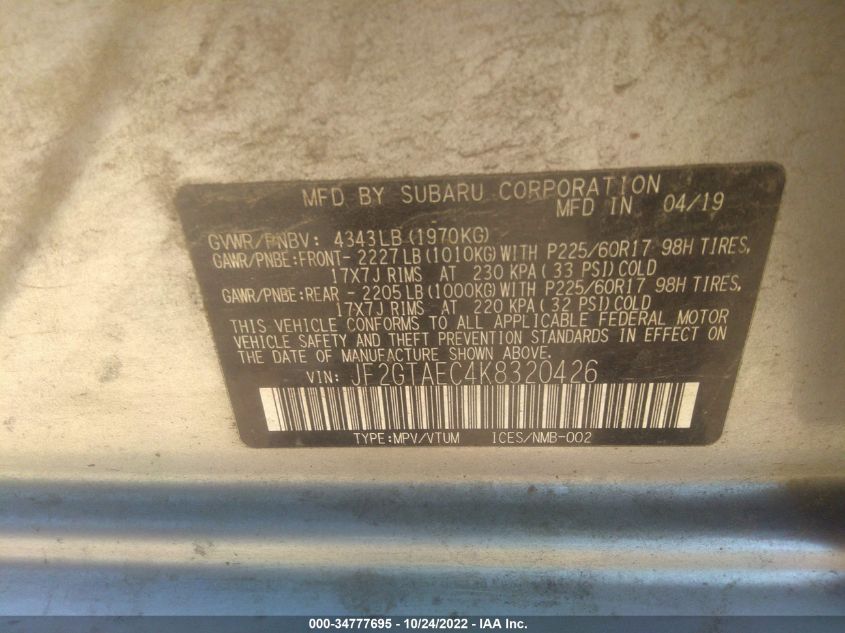 MFD BY SUBARU CORPORATION
MFD IN 04/19
GVWR/PNBV: 4343LB(1970KG)
GAWR/PNBE:FRONT- 2227LB(1010KG)WITH P225/60R17 98H TIRES,
17X7J RIMS AT 230 KPA( 33 PSI)COLD
GAWR/PNBE:REAR - 2205LB(1000KG)WITH P225/60R17 98H TIRES,
17X7J RIMS AT 220 KPA( 32 PSI)COLD
THIS VEHICLE CONFORMS TO ALL APPLICABLE FEDERAL MOTOR
VEHICLE SAFETY AND THEFT PREVENTION STANDARDS IN EFFECT ON
THE DATE OF MANUFACTURE SHOWN ABOVE.
VIN: JF2GTAEC4K8320426
TYPE:MPV/VTUM ICES/NMB-002
000-34777695 - 10/24/2022 - IAA Inc.